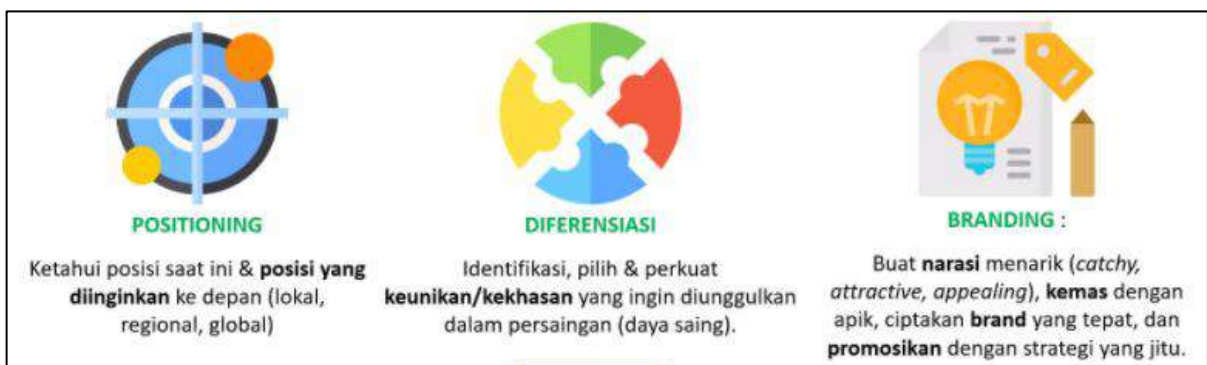 POSITIONING
Ketahui posisi saat ini & posisi yang
diinginkan ke depan (lokal,
regional, global)
DIFERENSIASI
Identifikasi, pilih & perkuat
keunikan/kekhasan yang ingin diunggulkan
dalam persaingan (daya saing).
BRANDING :
Buat narasi menarik (catchy,
attractive, appealing), kemas dengan
apik, ciptakan brand yang tepat, dan
promosikan dengan strategi yang jitu.